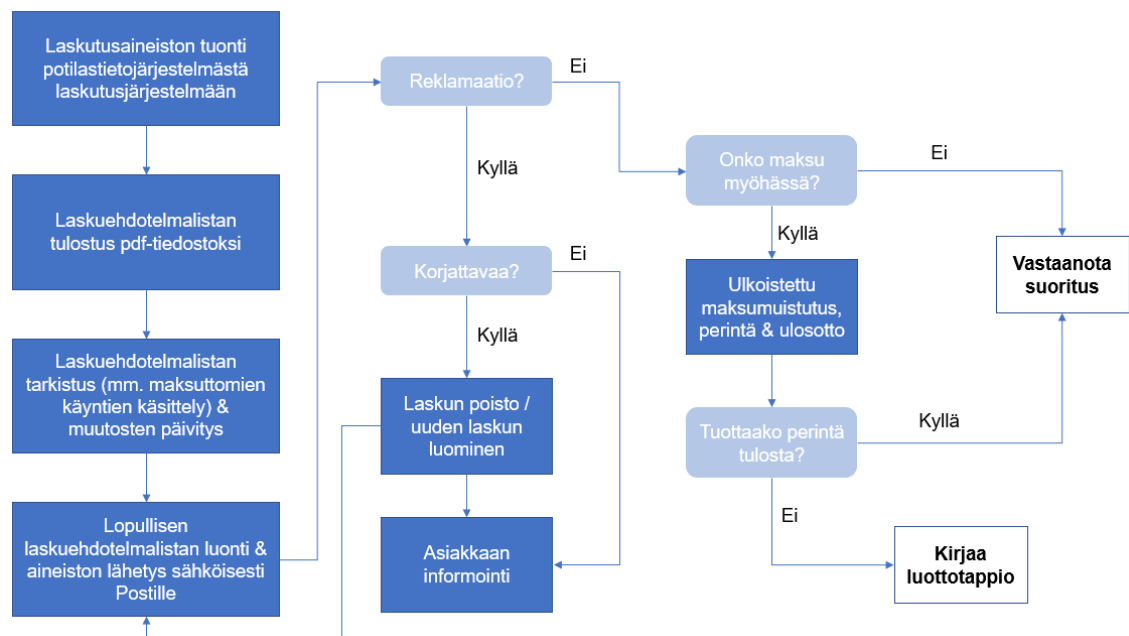 Laskutusaineiston tuonti
potilastietojärjestelmästä
laskutusjärjestelmään
Laskuehdotelmalistan
tulostus pdf-tiedostoksi
Laskuehdotelmalistan
tarkistus (mm. maksuttomien
käyntien käsittely) &
muutosten päivitys
Lopullisen
laskuehdotelmalistan luonti &
aineiston lähetys sähköisesti
Postille
Reklamaatio?
Ei
Kyllä
Korjattavaa?
Ei
Kyllä
Laskun poisto /
uuden laskun
luominen
Asiakkaan
informointi
Onko maksu
myöhässä?
Ei
Kyllä
Ulkoistettu
maksumuistutus,
perintä & ulosotto
Tuottaako perintä
tulosta?
Kyllä
Ei
Vastaanota
suoritus
Kirjaa
luottotappio